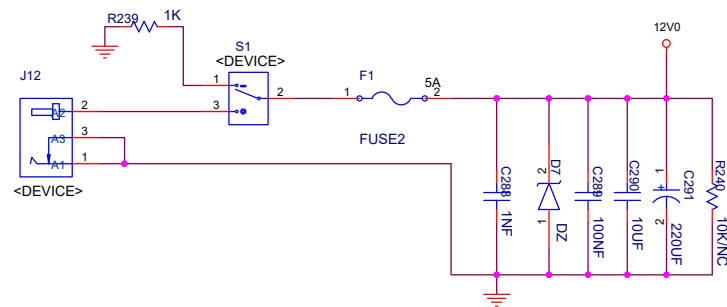 R239 1K
12V0
S1
<DEVICE>
J12
F1
5A
1
2
1 2
3
2
A2
3
A3
1
A1
FUSE2
<DEVICE>
C288
1NF
D7
2
1
DZ
C289
100NF
C290
10UF
1
+
2
C291
220UF
R240
10K/NC